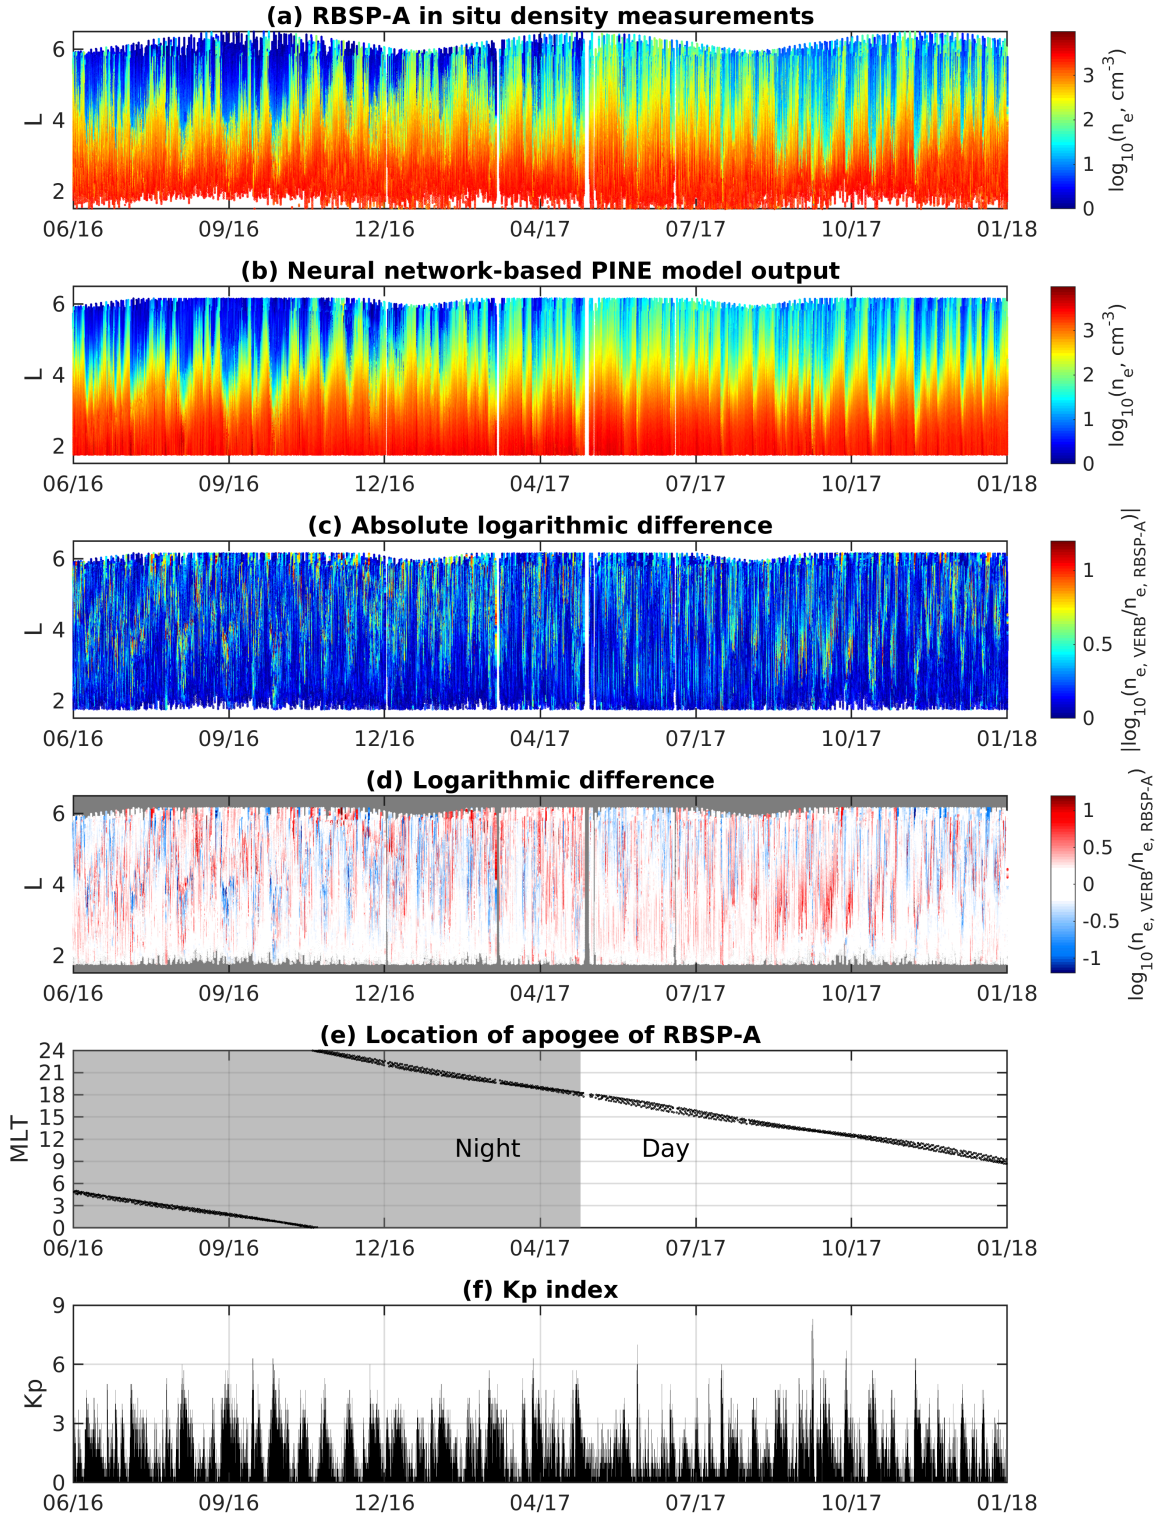 (a) RBSP-A in situ density measurements
6
4
2
L
06/16 09/16 12/16 04/17 07/17 10/17 01/18
3
2
1
0
log10(ne, cm-3)
(b) Neural network-based PINE model output
6
4
2
L
06/16 09/16 12/16 04/17 07/17 10/17 01/18
3
2
1
0
log10(ne, cm-3)
(c) Absolute logarithmic difference
6
4
2
L
06/16 09/16 12/16 04/17 07/17 10/17 01/18
1
0.5
0
|log10(ne, VERB/ne, RBSP-A)|
(d) Logarithmic difference
6
4
2
L
06/16 09/16 12/16 04/17 07/17 10/17 01/18
1
0.5
0
-0.5
-1
log10(ne, VERB/ne, RBSP-A)
(e) Location of apogee of RBSP-A
24
21
18
15
12
9
6
3
0
MLT
Night Day
06/16 09/16 12/16 04/17 07/17 10/17 01/18
(f) Kp index
9
6
3
0
Kp
06/16 09/16 12/16 04/17 07/17 10/17 01/18